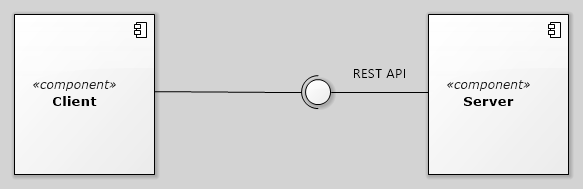 REST API
«component»
Client
«component»
Server